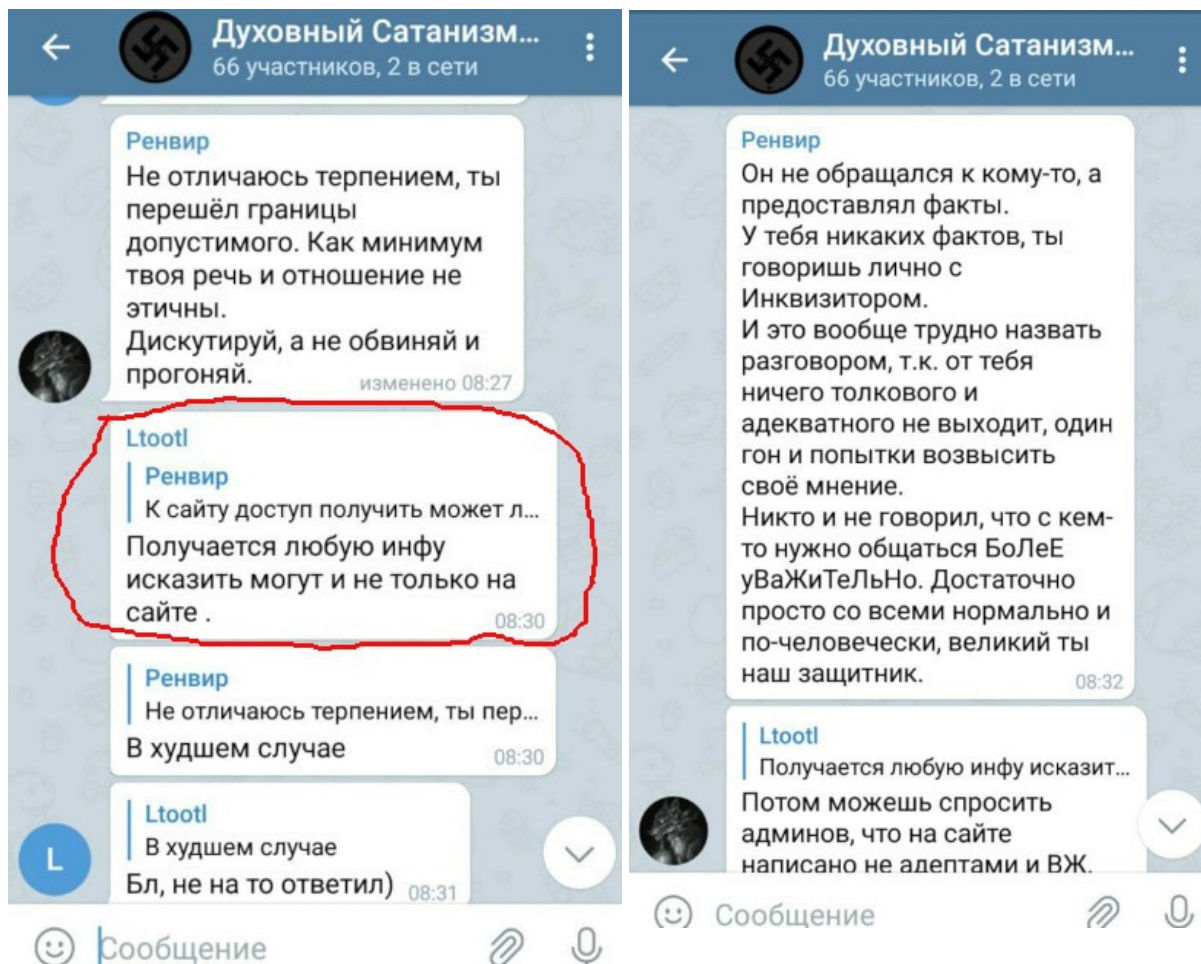 Духовный Сатанизм...
66 участников, 2 в сети
Ренвир
Не отличаюсь терпением, ты
перешёл границы
допустимого. Как минимум
твоя речь и отношение не
этичны.
Дискутируй, а не обвиняй и
прогоняй.
изменено 08:27
Ltootl
Ренвир
К сайту доступ получить может л...
Получается любую инфу
исказить могут и не только на
сайте .
08:30
Ренвир
Не отличаюсь терпением, ты пер...
В худшем случае
08:30
Ltootl
В худшем случае
Бл, не на то ответил)
08:31
L
Сообщение
Духовный Сатанизм...
66 участников, 2 в сети
Ренвир
Он не обращался к кому-то, а
предоставлял факты.
У тебя никаких фактов, ты
говоришь лично с
Инквизитором.
И это вообще трудно назвать
разговором, т.к. от тебя
ничего толкового и
адекватного не выходит, один
гон и попытки возвысить
своё мнение.
Никто и не говорил, что с кем-
то нужно общаться БоЛеЕ
уВаЖиТеЛьНо. Достаточно
просто со всеми нормально и
по-человечески, великий ты
наш защитник.
08:32
Ltootl
Получается любую инфу исказит...
Потом можешь спросить
админов, что на сайте
написано не адептами и ВЖ.
Сообщение